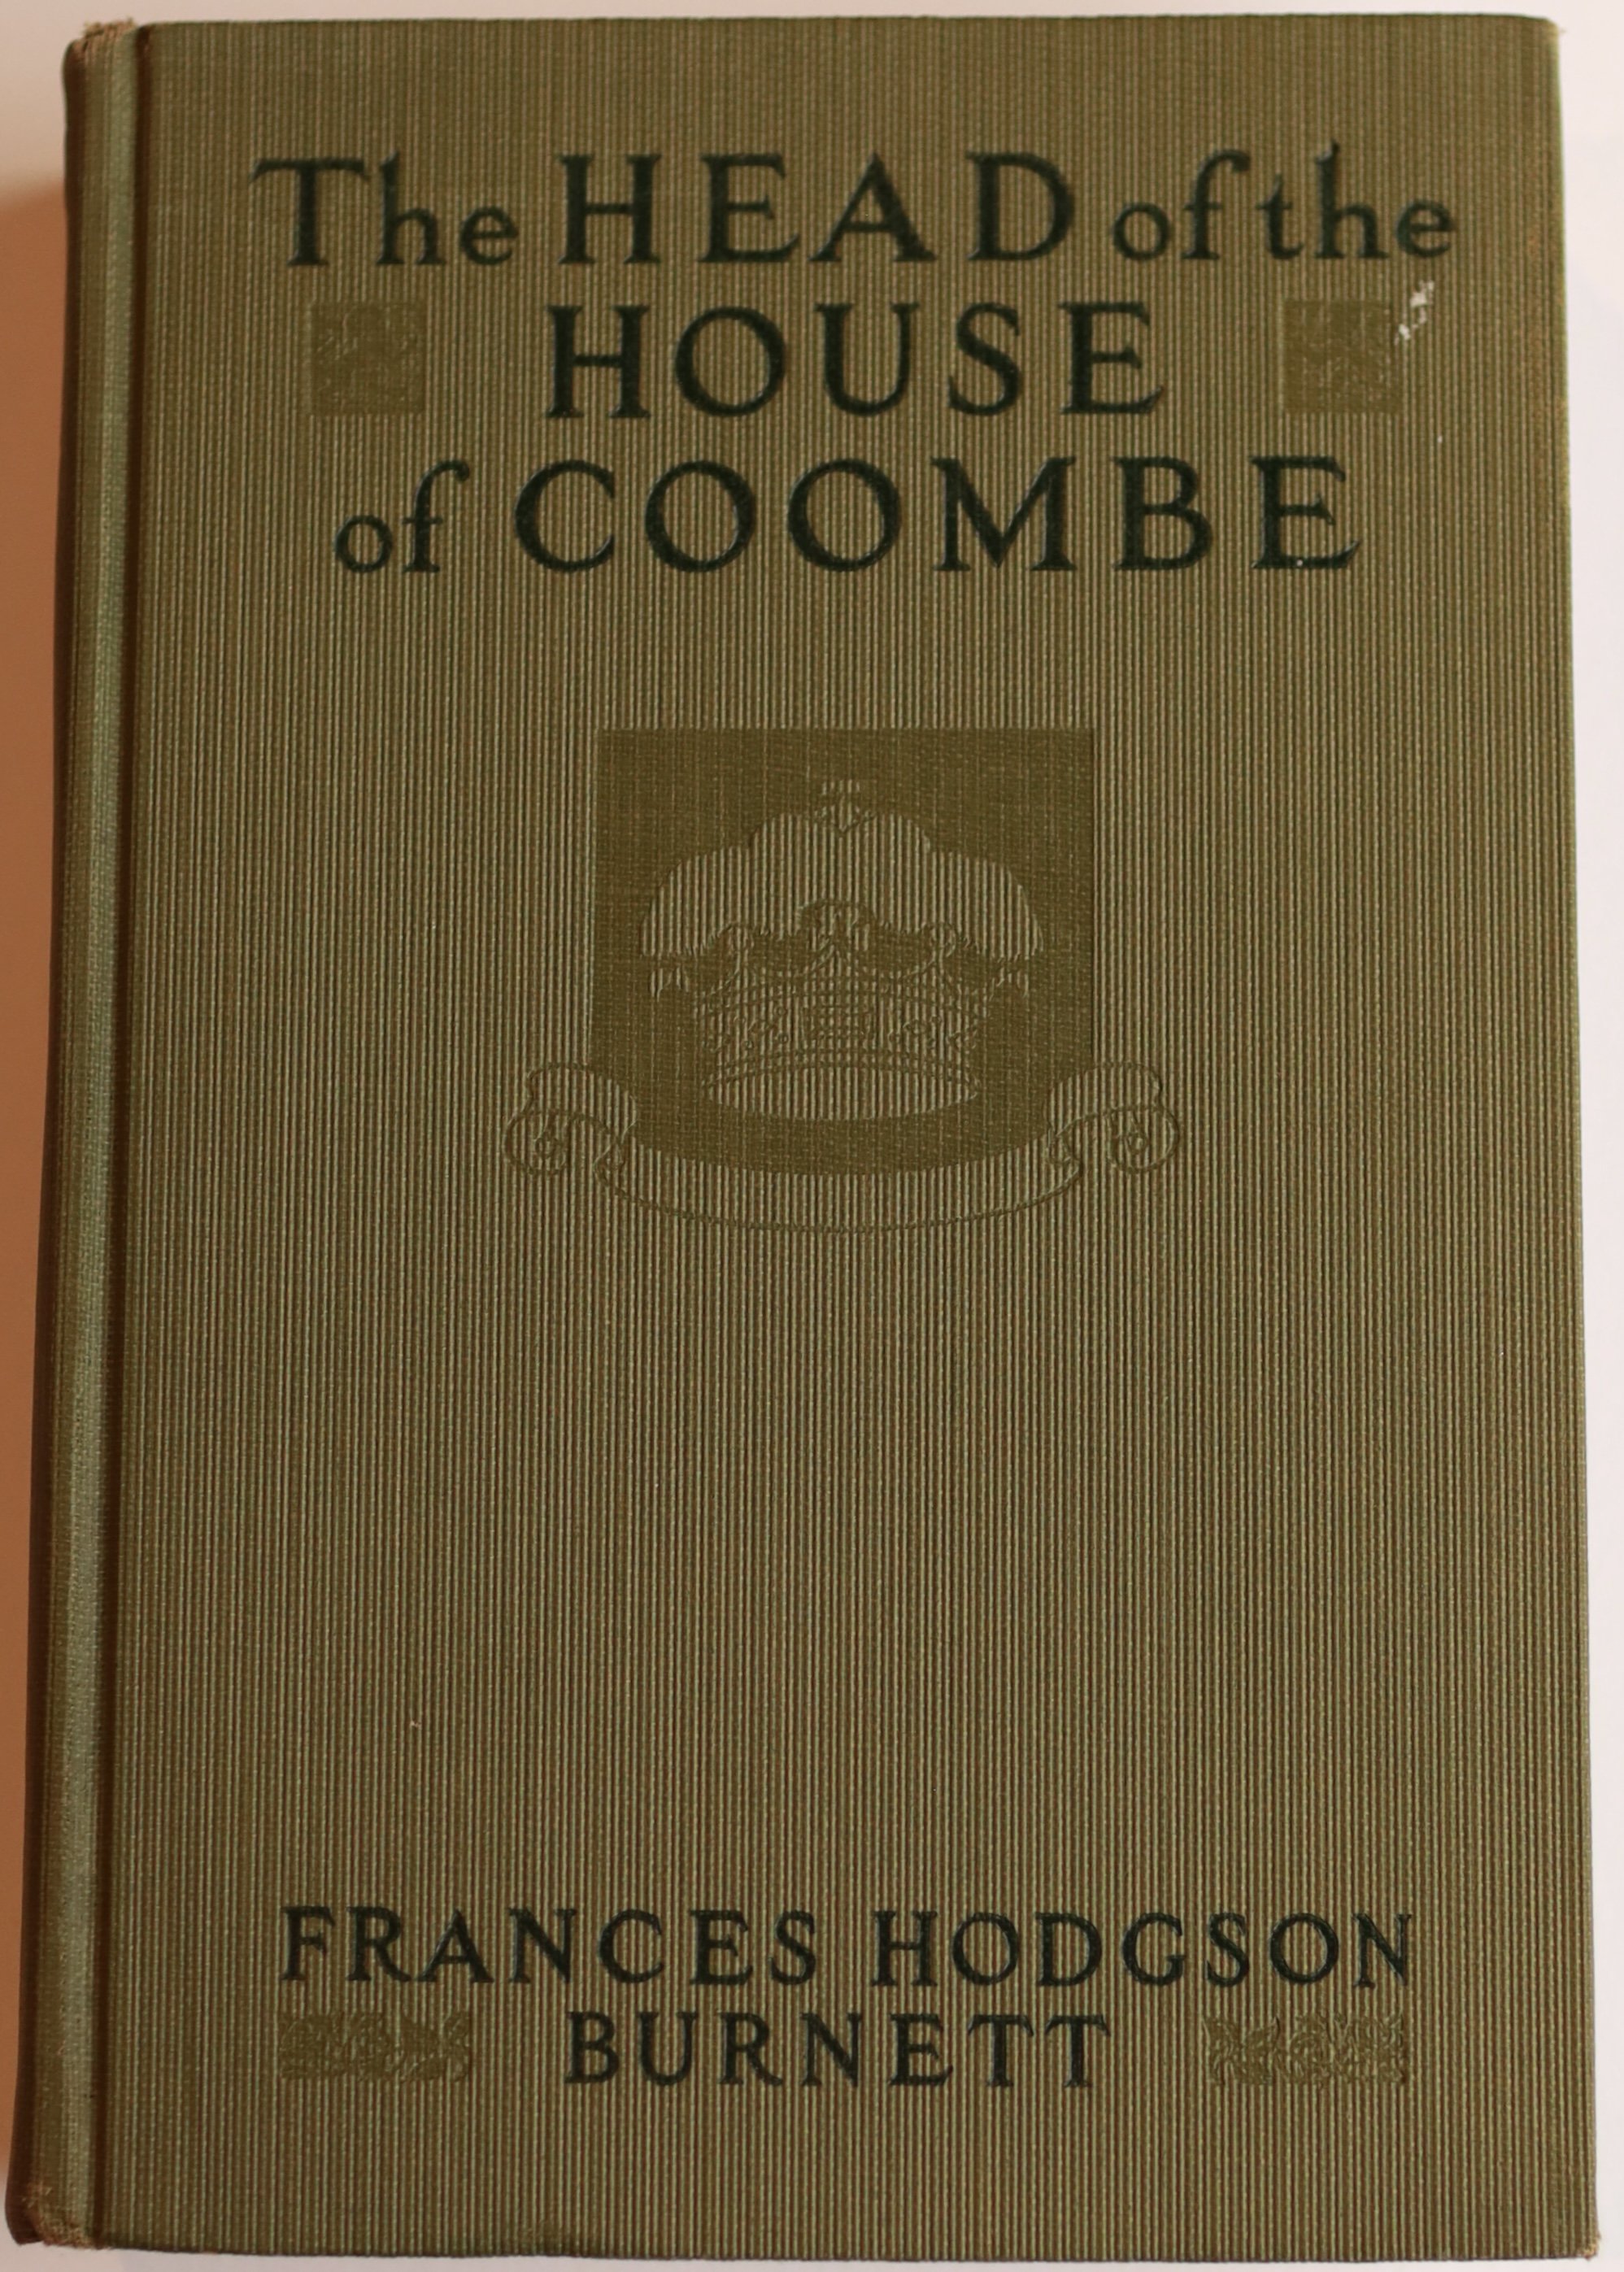 The HEAD of the
HOUSE
of COOMBE
FRANCES HODGSON
BURNETT